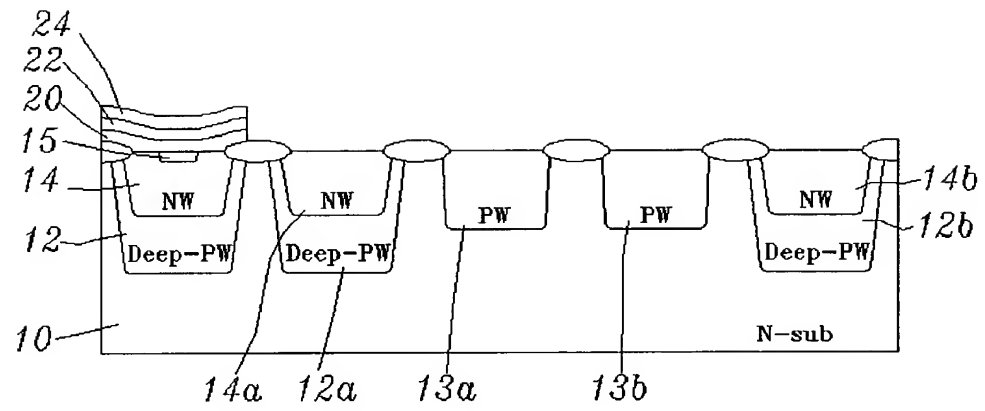 24
22
20
15
14
NW
NW
PW
PW
NW
14b
12
Deep-PW
Deep-PW
Deep-PW
12b
10
N-sub
14a
12a
13a
13b